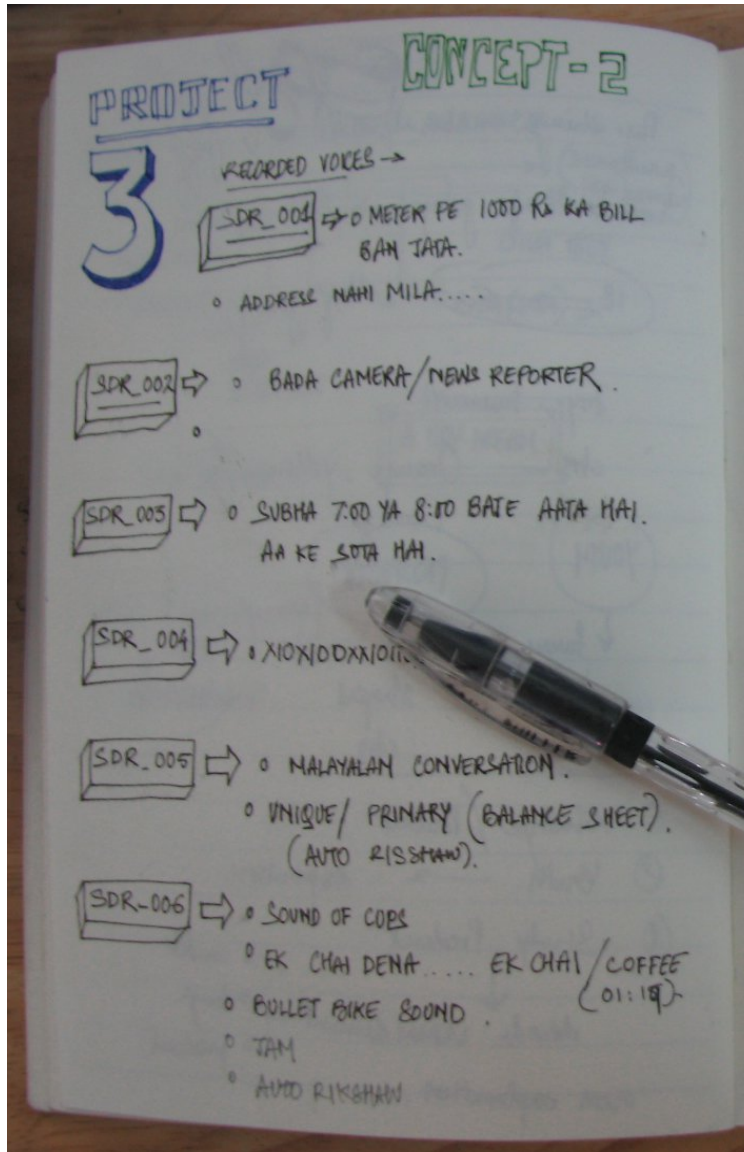 CONCEPT-2
PROJECT
3
RECORDED VOICES →
SDR_001 ⇨ o METER PE 1000 Rs KA BILL
BAN JATA.
o ADDRESS NAHI MILA.....
SDR_002 ⇨ o BADA CAMERA/NEWS REPORTER.
o
SDR_003 ⇨ o SUBHA 7:00 YA 8:00 BAJE AATA HAI.
AA KE SOTA HAI.
SDR_004 ⇨ o
SDR_005 ⇨ o MALAYALAN CONVERSATION.
o UNIQUE/ PRIMARY (BALANCE SHEET).
(AUTO RISSHAW).
SDR_006 ⇨ o SOUND OF COPS
o EK CHAI DENA..... EK CHAI / COFFEE
(01:19)
o BULLET BIKE SOUND.
o JAM
o AUTO RIKSHAW